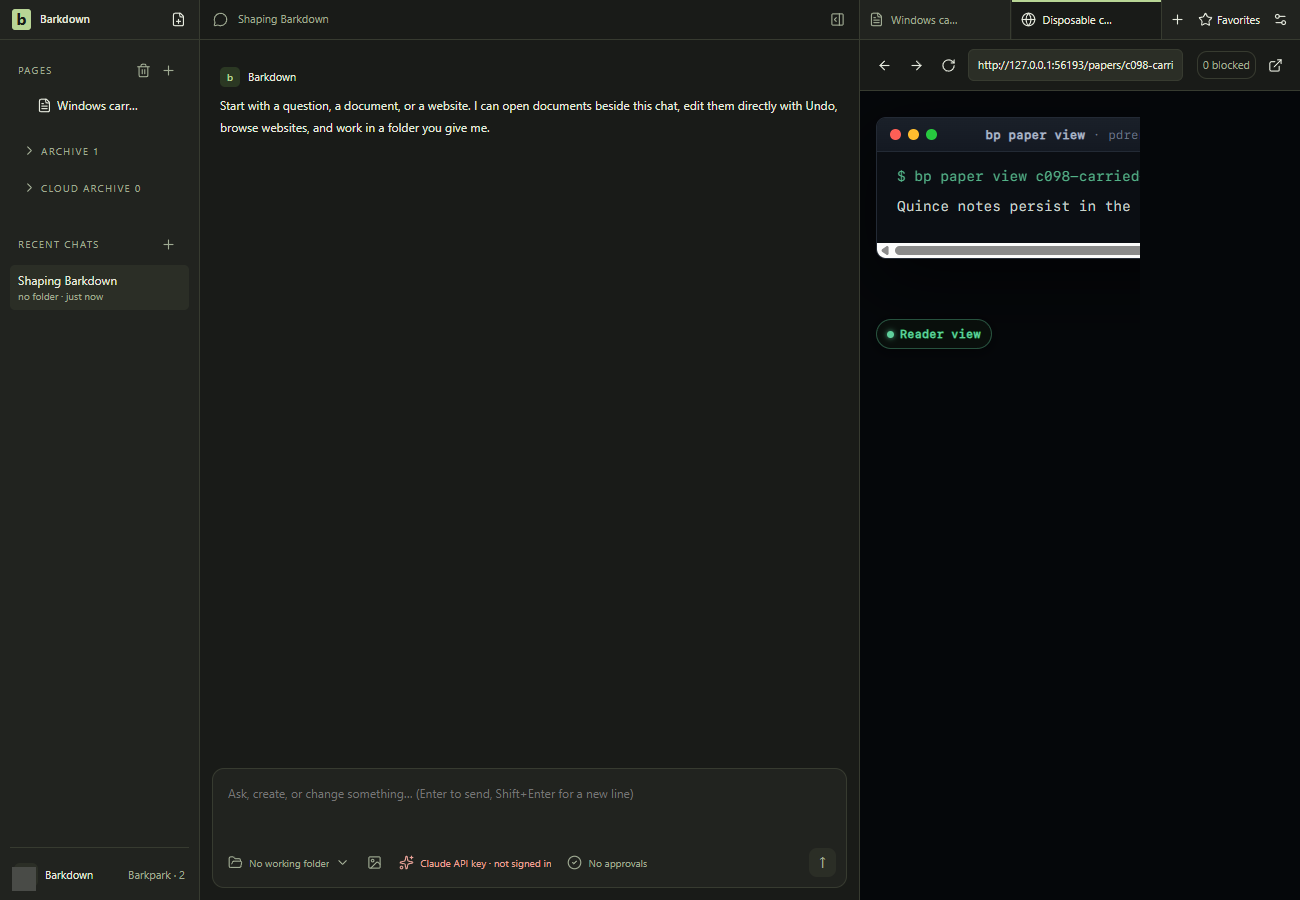 b Barkdown
PAGES
Windows carr...
ARCHIVE 1
CLOUD ARCHIVE 0
RECENT CHATS
Shaping Barkdown
no folder · just now
Barkdown
Barkpark · 2
Shaping Barkdown
b Barkdown
Start with a question, a document, or a website. I can open documents beside this chat, edit them directly with Undo,
browse websites, and work in a folder you give me.
Ask, create, or change something... (Enter to send, Shift+Enter for a new line)
No working folder
Claude API key · not signed in
No approvals
Windows ca...
Disposable c...
Favorites
http://127.0.0.1:56193/papers/c098-carri
0 blocked
bp paper view · pdre
$ bp paper view c098-carried
Quince notes persist in the
Reader view